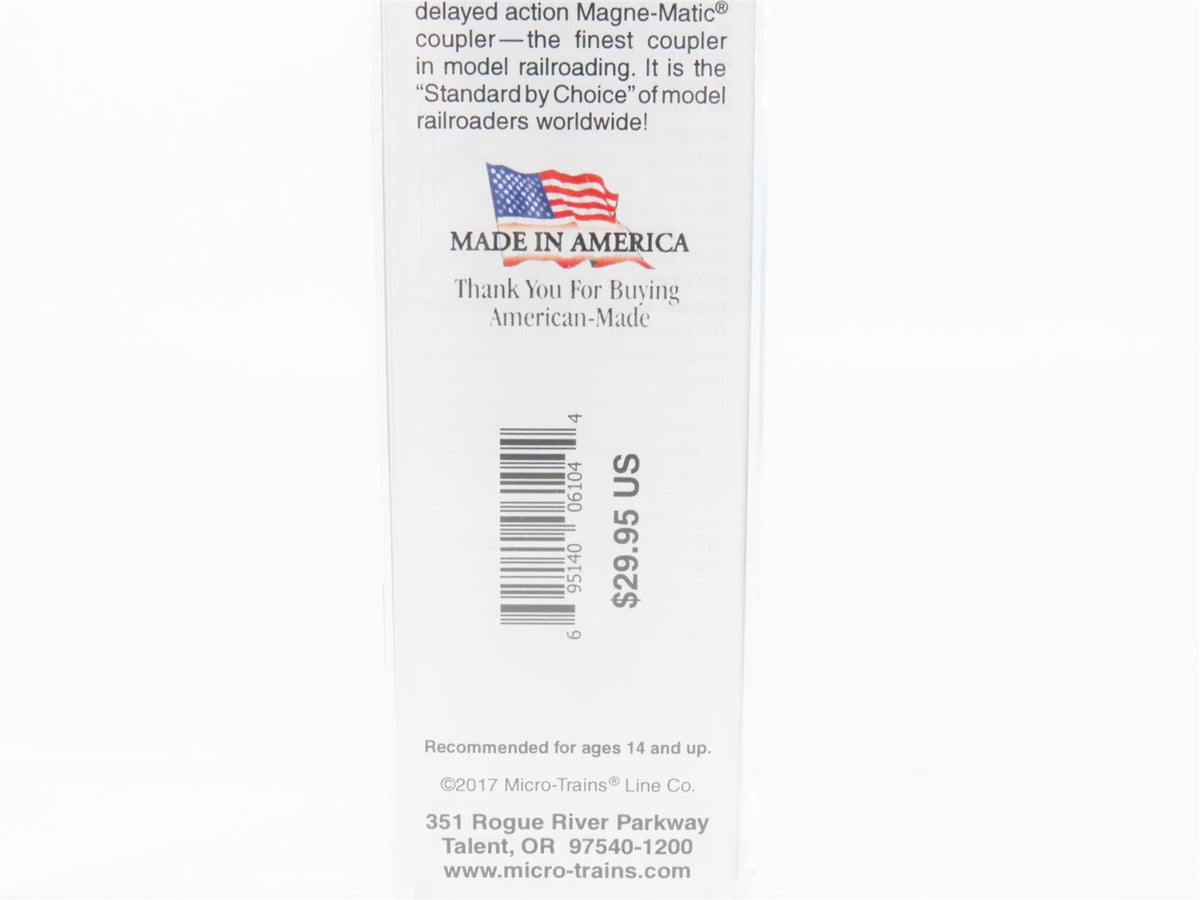 delayed action Magne-Matic®
coupler—the finest coupler
in model railroading. It is the
“Standard by Choice” of model
railroaders worldwide!
MADE IN AMERICA
Thank You For Buying
American-Made
6 95140 06104 4
$29.95 US
Recommended for ages 14 and up.
©2017 Micro-Trains® Line Co.
351 Rogue River Parkway
Talent, OR 97540-1200
www.micro-trains.com